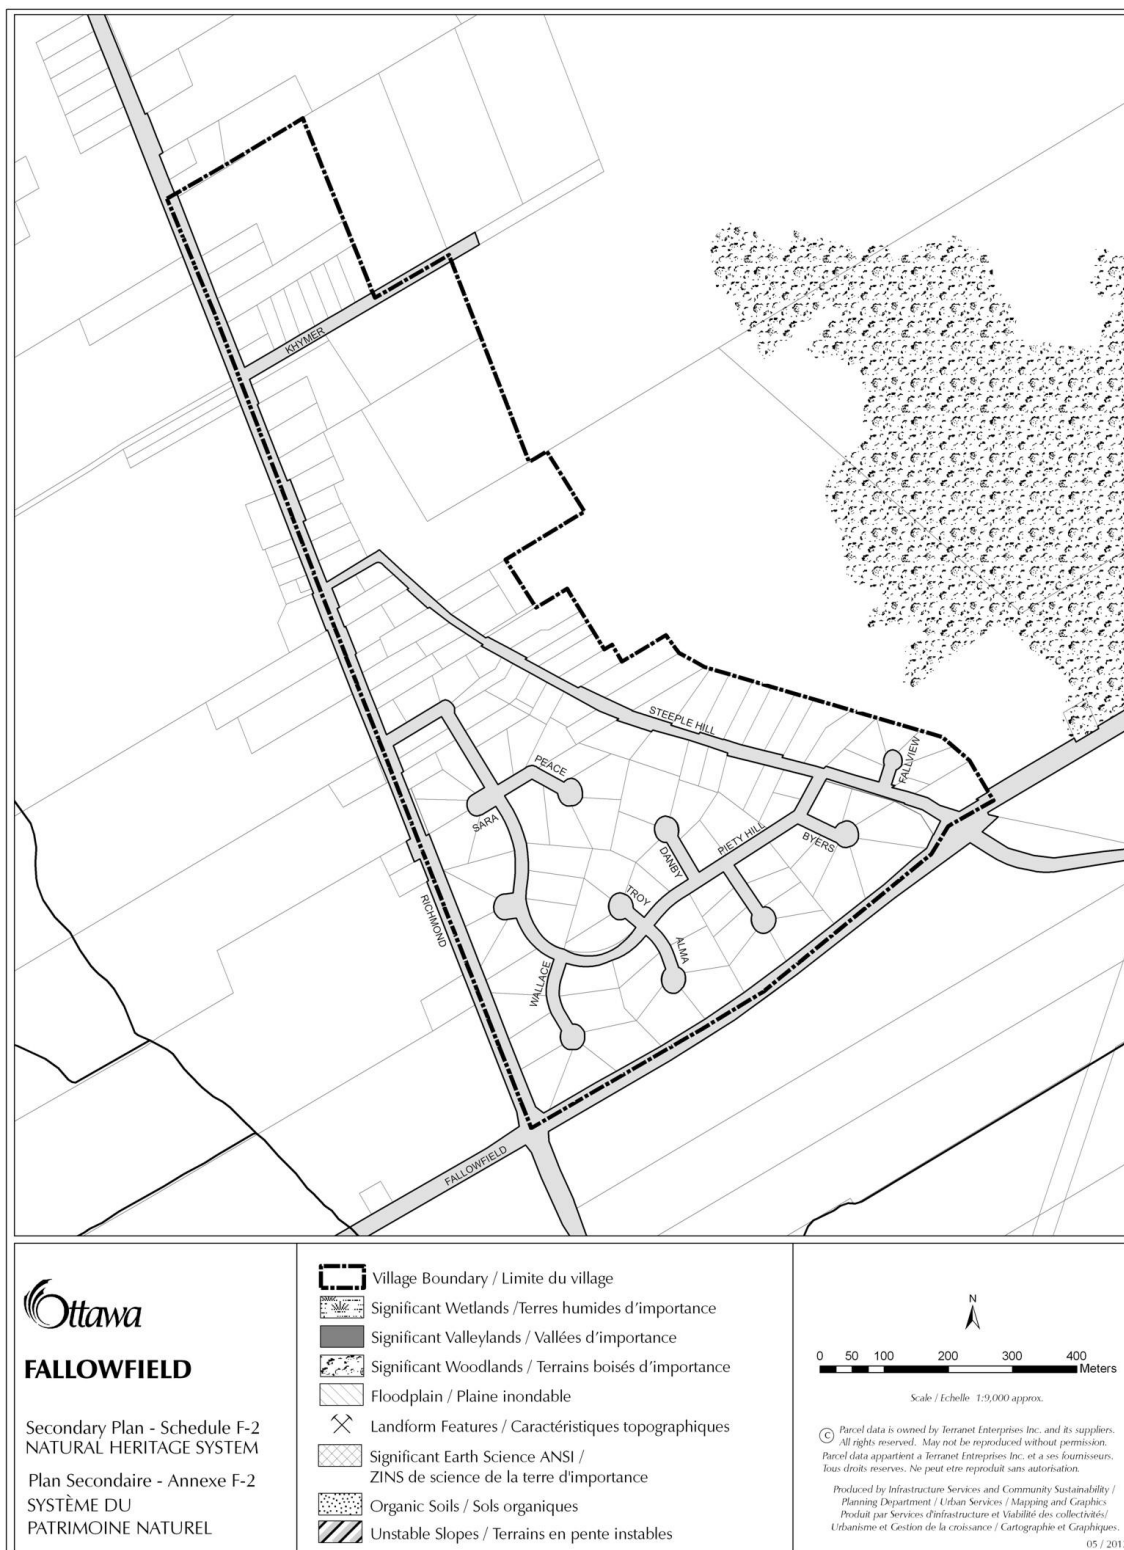 KHYMER
STEEPLE HILL
FALLVIEW
PEACE
SARA
PIETY HILL
BYERS
DANBY
TROY
RICHMOND
ALMA
WALLACE
FALLOWFIELD
Ottawa
FALLOWFIELD
Secondary Plan - Schedule F-2
NATURAL HERITAGE SYSTEM
Plan Secondaire - Annexe F-2
SYSTÈME DU
PATRIMOINE NATUREL
Village Boundary / Limite du village
Significant Wetlands /Terres humides d'importance
Significant Valleylands / Vallées d'importance
Significant Woodlands / Terrains boisés d'importance
Floodplain / Plaine inondable
Landform Features / Caractéristiques topographiques
Significant Earth Science ANSI /
ZINS de science de la terre d'importance
Organic Soils / Sols organiques
Unstable Slopes / Terrains en pente instables
N
0 50 100 200 300 400
Meters
Scale / Echelle 1:9,000 approx.
© Parcel data is owned by Teranet Enterprises Inc. and its suppliers.
All rights reserved. May not be reproduced without permission.
Parcel data appartient a Teranet Entreprises Inc. et a ses fournisseurs.
Tous droits reserves. Ne peut etre reproduit sans autorisation.
Produced by Infrastructure Services and Community Sustainability /
Planning Department / Urban Services / Mapping and Graphics
Produit par Services d'infrastructure et Viabilité des collectivités/
Urbanisme et Gestion de la croissance / Cartographie et Graphiques.